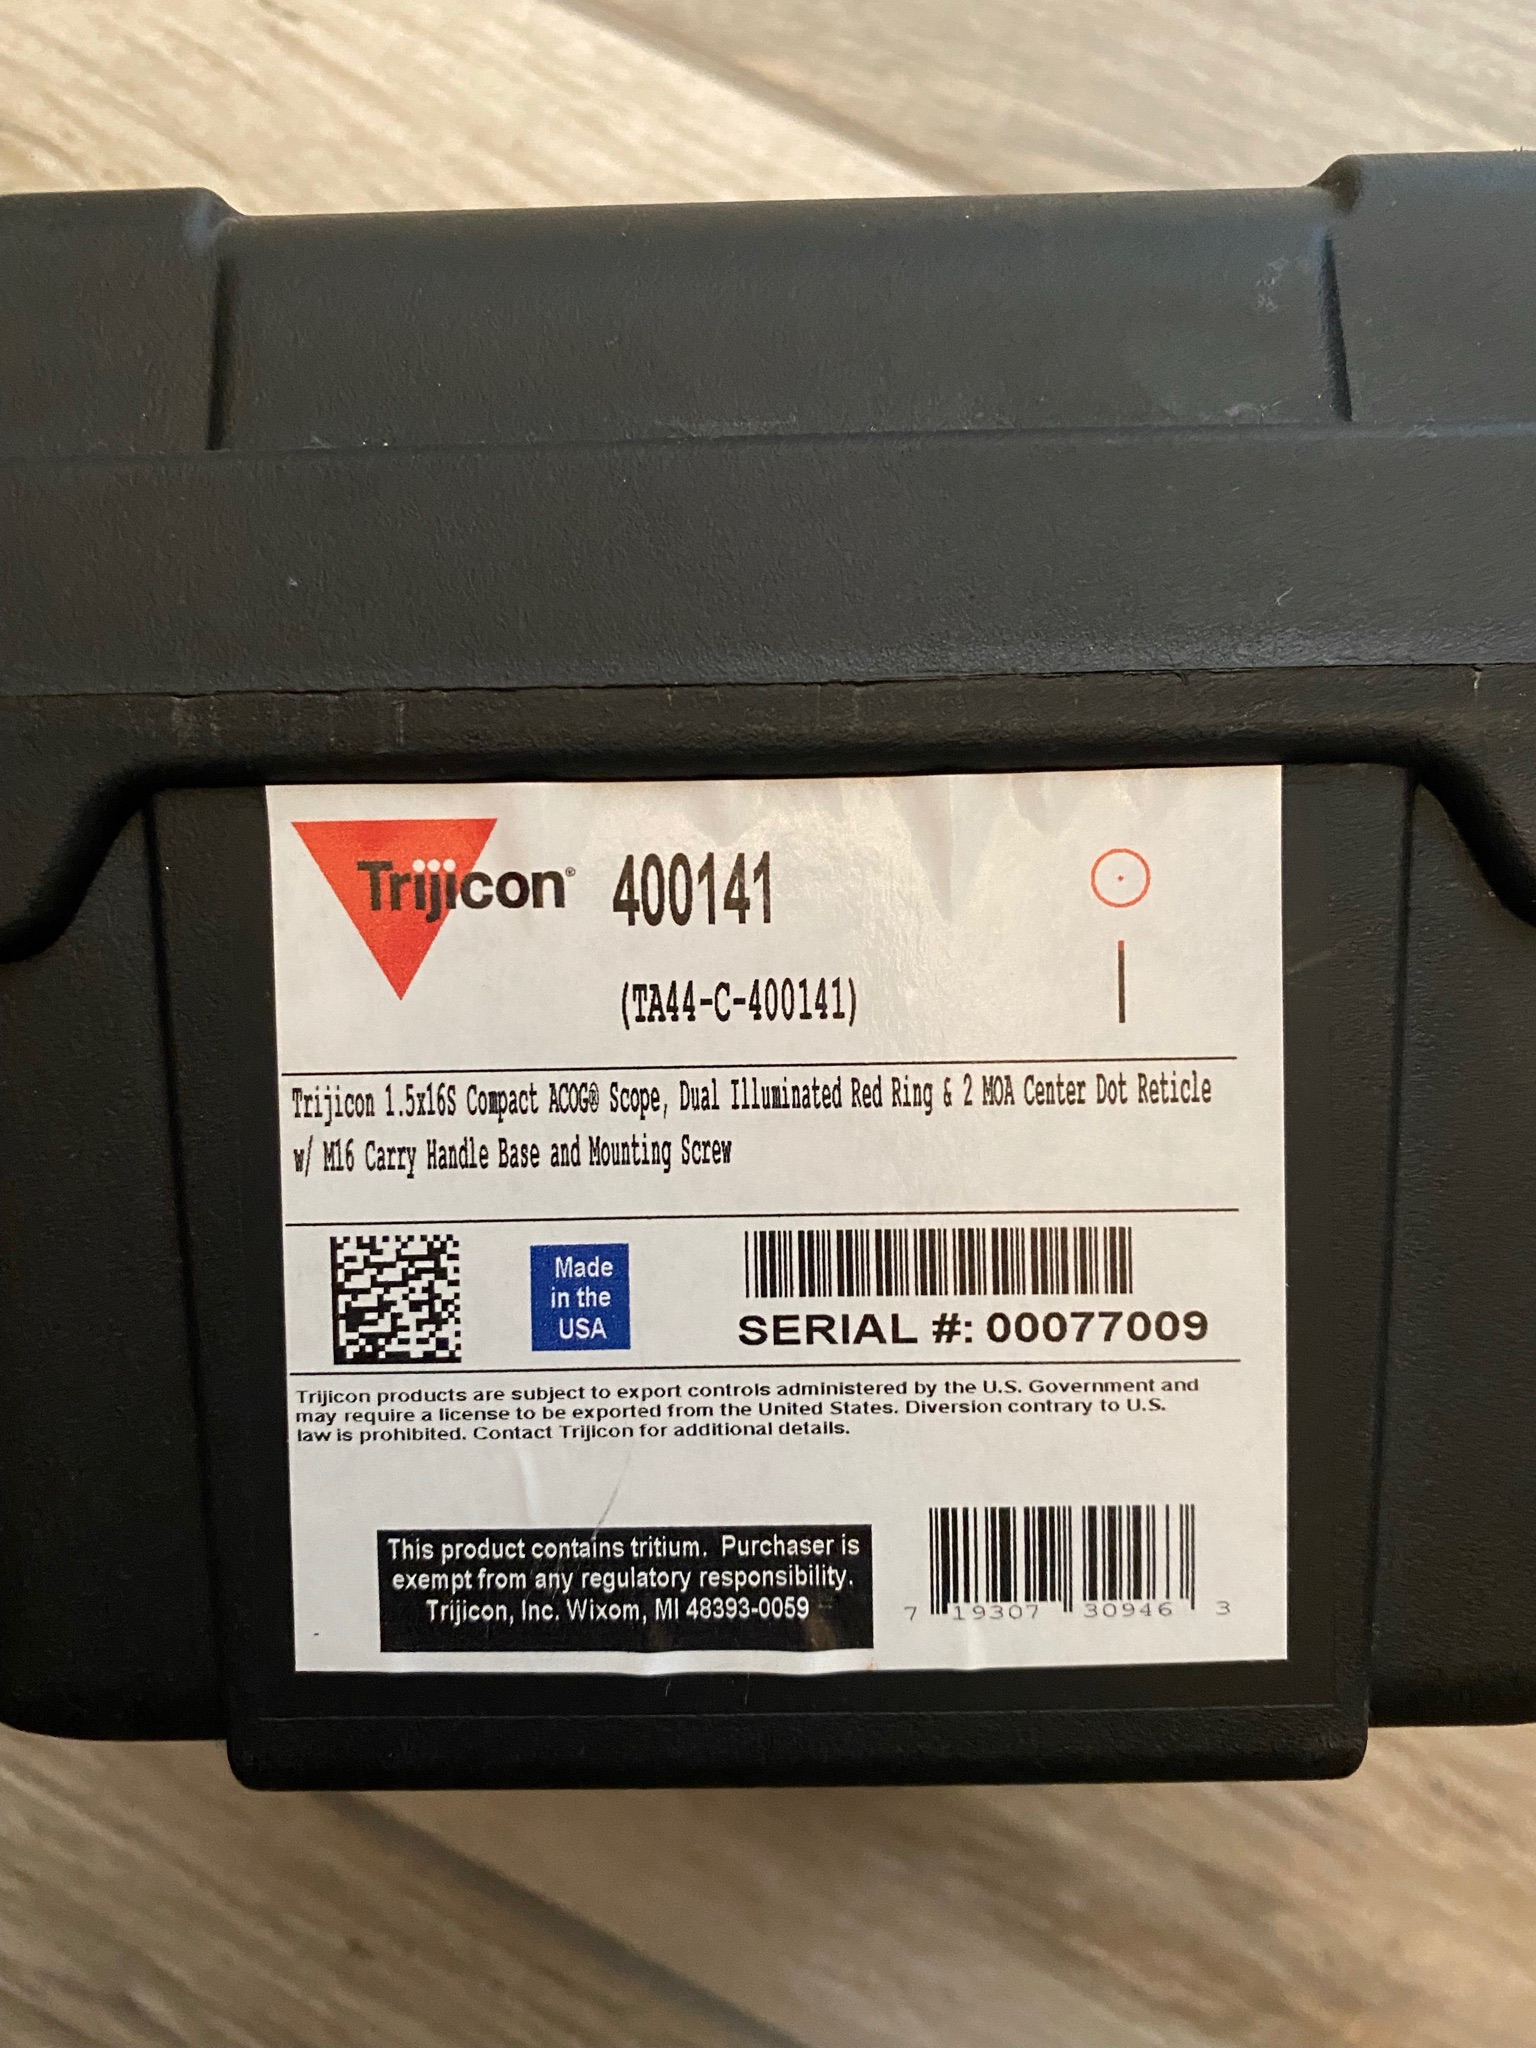 Trijicon® 400141
(TA44-C-400141)
Trijicon 1.5x16S Compact ACOG® Scope, Dual Illuminated Red Ring & 2 MOA Center Dot Reticle
w/ M16 Carry Handle Base and Mounting Screw
Made
in the
USA
SERIAL #: 00077009
Trijicon products are subject to export controls administered by the U.S. Government and
may require a license to be exported from the United States. Diversion contrary to U.S.
law is prohibited. Contact Trijicon for additional details.
This product contains tritium. Purchaser is
exempt from any regulatory responsibility.
Trijicon, Inc. Wixom, MI 48393-0059
7 19307 30946 3